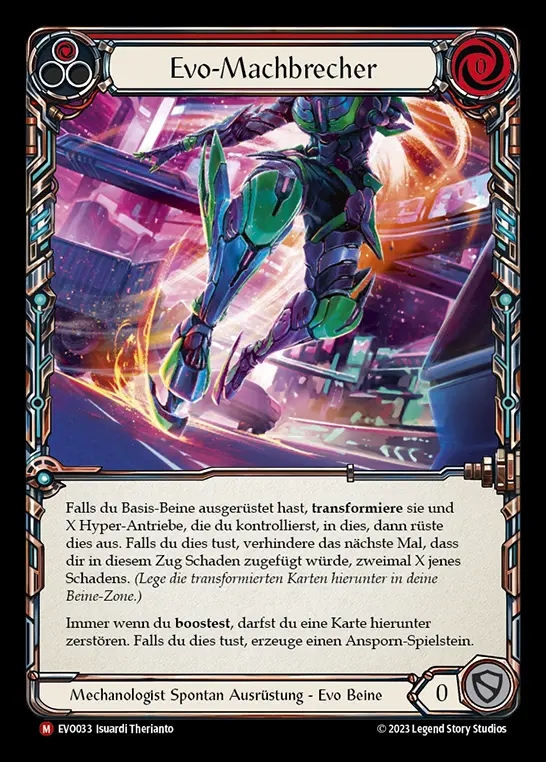 Evo-Machbrecher
0
Falls du Basis-Beine ausgerüstet hast, transformiere sie und
X Hyper-Antriebe, die du kontrollierst, in dies, dann rüste
dies aus. Falls du dies tust, verhindere das nächste Mal, dass
dir in diesem Zug Schaden zugefügt würde, zweimal X jenes
Schadens. (Lege die transformierten Karten hierunter in deine
Beine-Zone.)
Immer wenn du boostest, darfst du eine Karte hierunter
zerstören. Falls du dies tust, erzeuge einen Ansporn-Spielstein.
Mechanologist Spontan Ausrüstung - Evo Beine
0
M EVO033 Isuardi Therianto
© 2023 Legend Story Studios